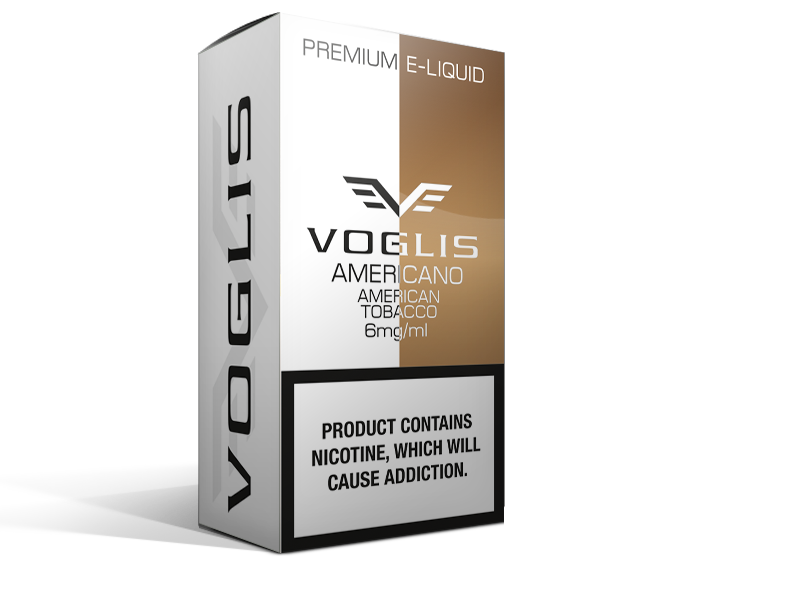 PREMIUM E-LIQUID
VOGLIS
VOGLIS
AMERICANO
AMERICAN
TOBACCO
6mg/ml
PRODUCT CONTAINS
NICOTINE, WHICH WILL
CAUSE ADDICTION.